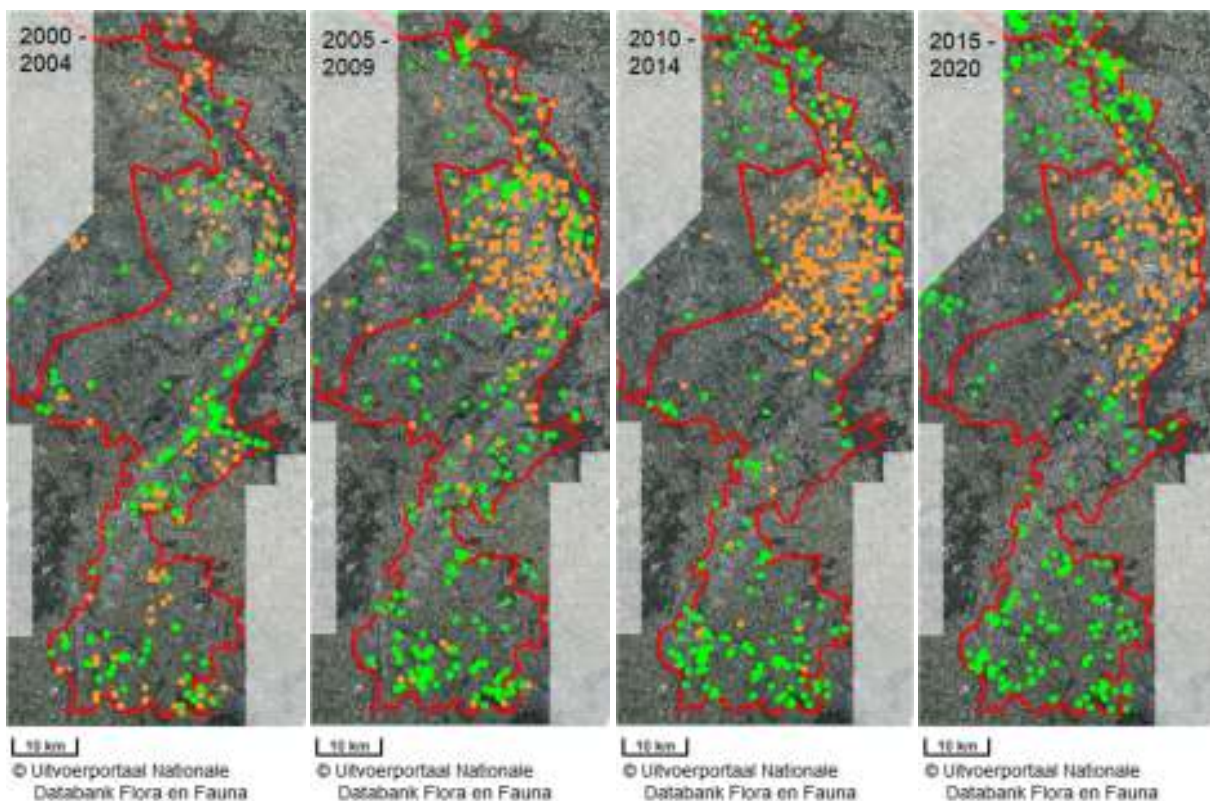 2000 -
2004
2005 -
2009
2010 -
2014
2015 -
2020
10 km
© Uitvoerportaal Nationale
Databank Flora en Fauna
10 km
© Uitvoerportaal Nationale
Databank Flora en Fauna
10 km
© Uitvoerportaal Nationale
Databank Flora en Fauna
10 km
© Uitvoerportaal Nationale
Databank Flora en Fauna